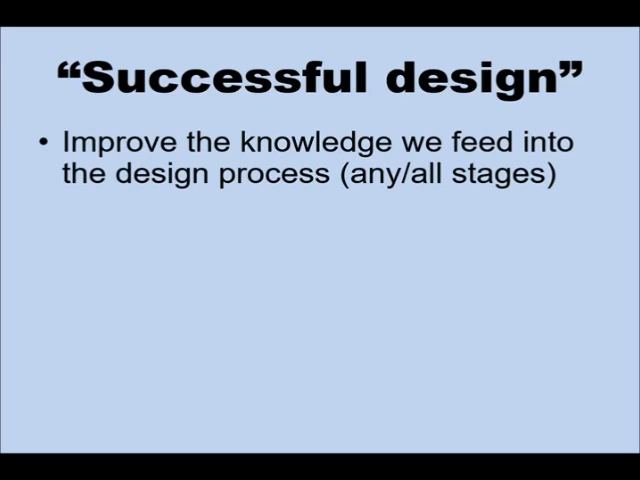 “Successful design”
• Improve the knowledge we feed into
the design process (any/all stages)